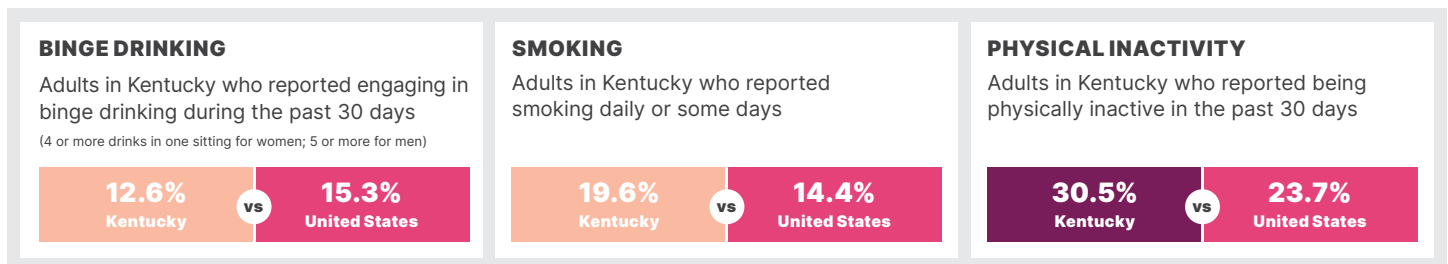 BINGE DRINKING
Adults in Kentucky who reported engaging in
binge drinking during the past 30 days
(4 or more drinks in one sitting for women; 5 or more for men)
12.6%
Kentucky
vs
15.3%
United States
SMOKING
Adults in Kentucky who reported
smoking daily or some days
19.6%
Kentucky
vs
14.4%
United States
PHYSICAL INACTIVITY
Adults in Kentucky who reported being
physically inactive in the past 30 days
30.5%
Kentucky
vs
23.7%
United States